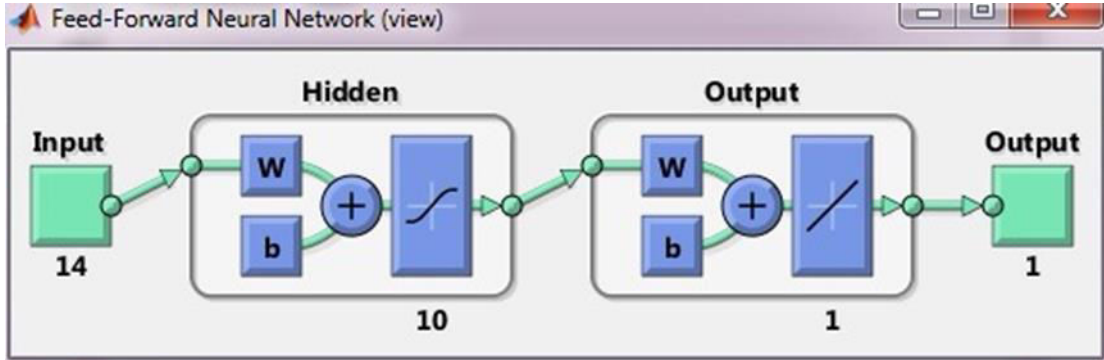 Feed-Forward Neural Network (view)
Hidden
Output
Input
Output
W
W
b
b
14
1
10
1